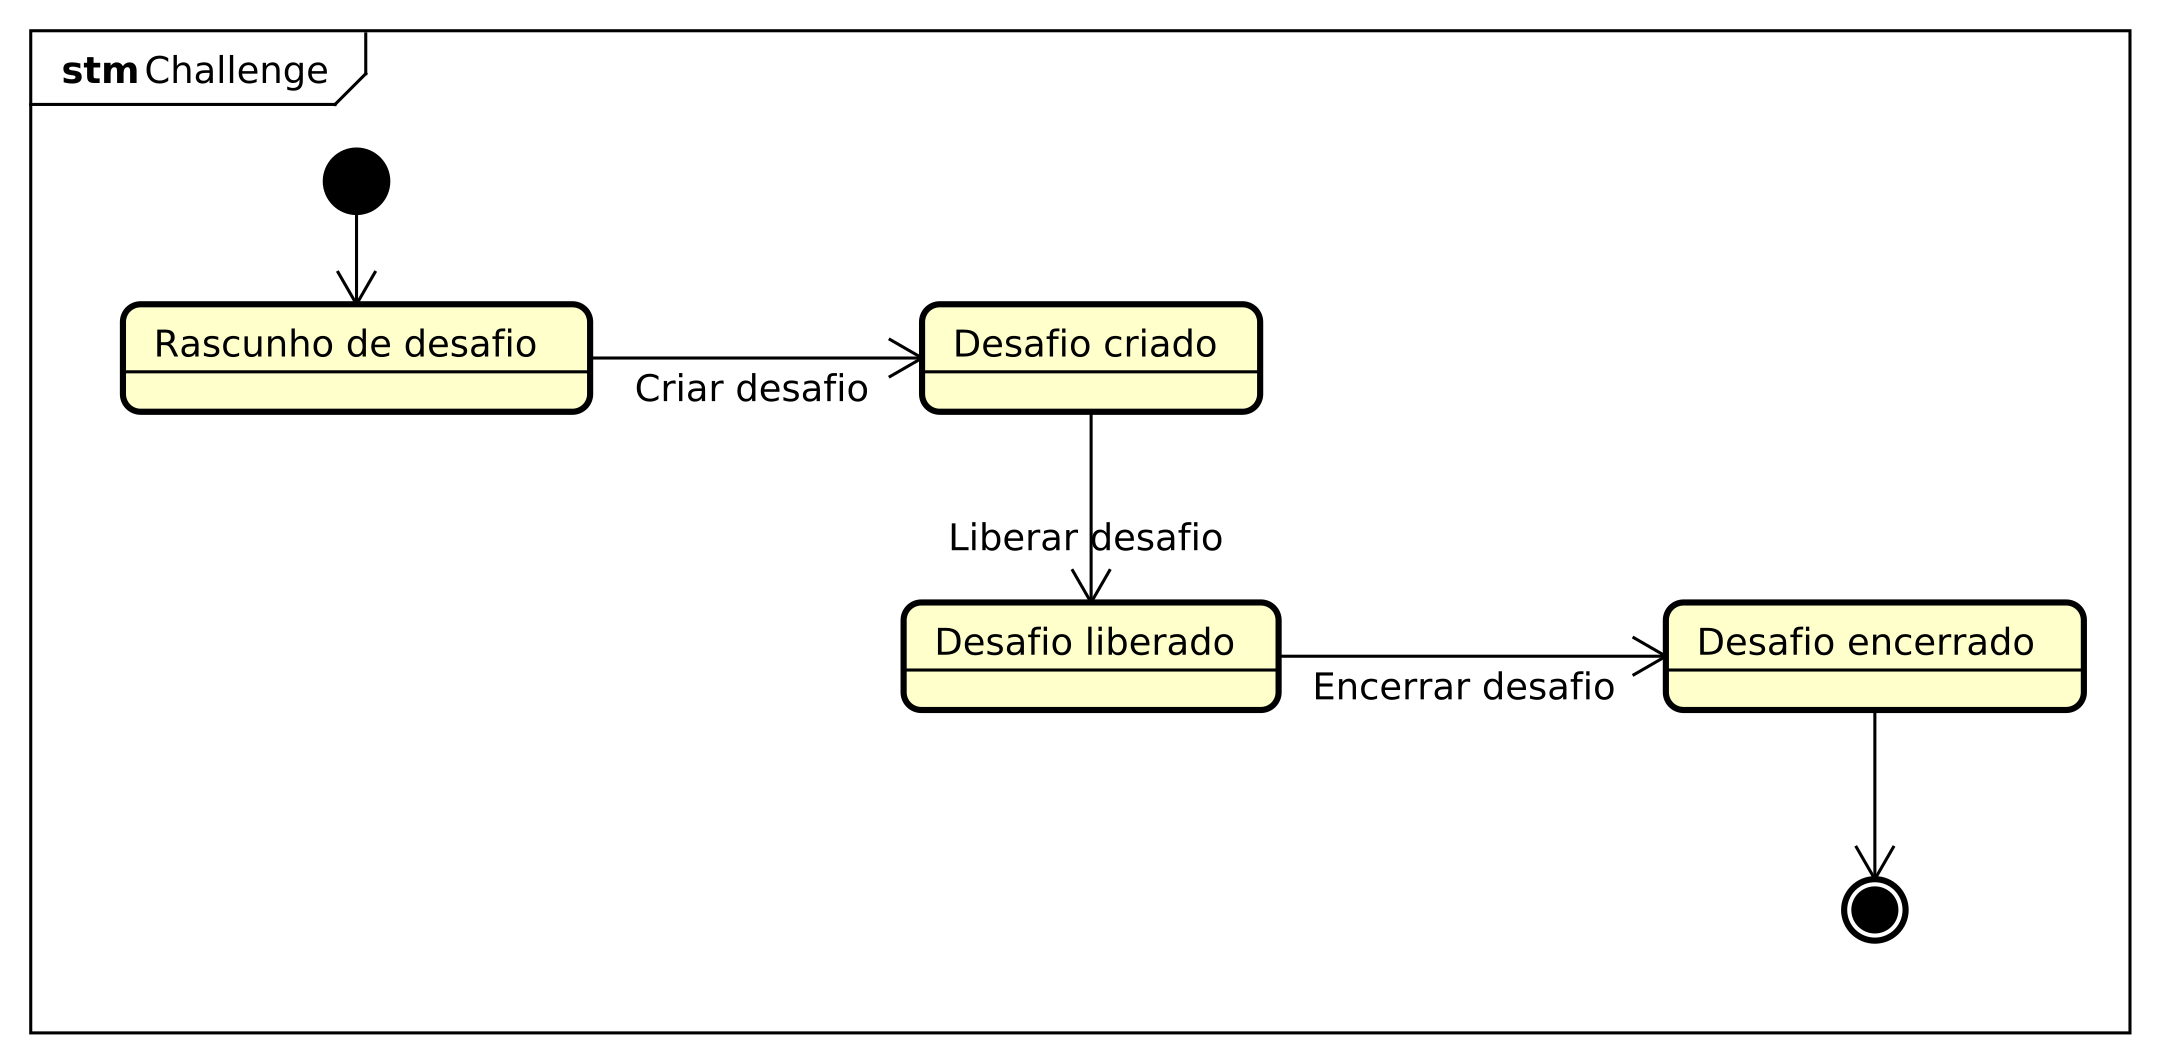 stm Challenge
Rascunho de desafio
Criar desafio
Desafio criado
Liberar desafio
Desafio liberado
Encerrar desafio
Desafio encerrado